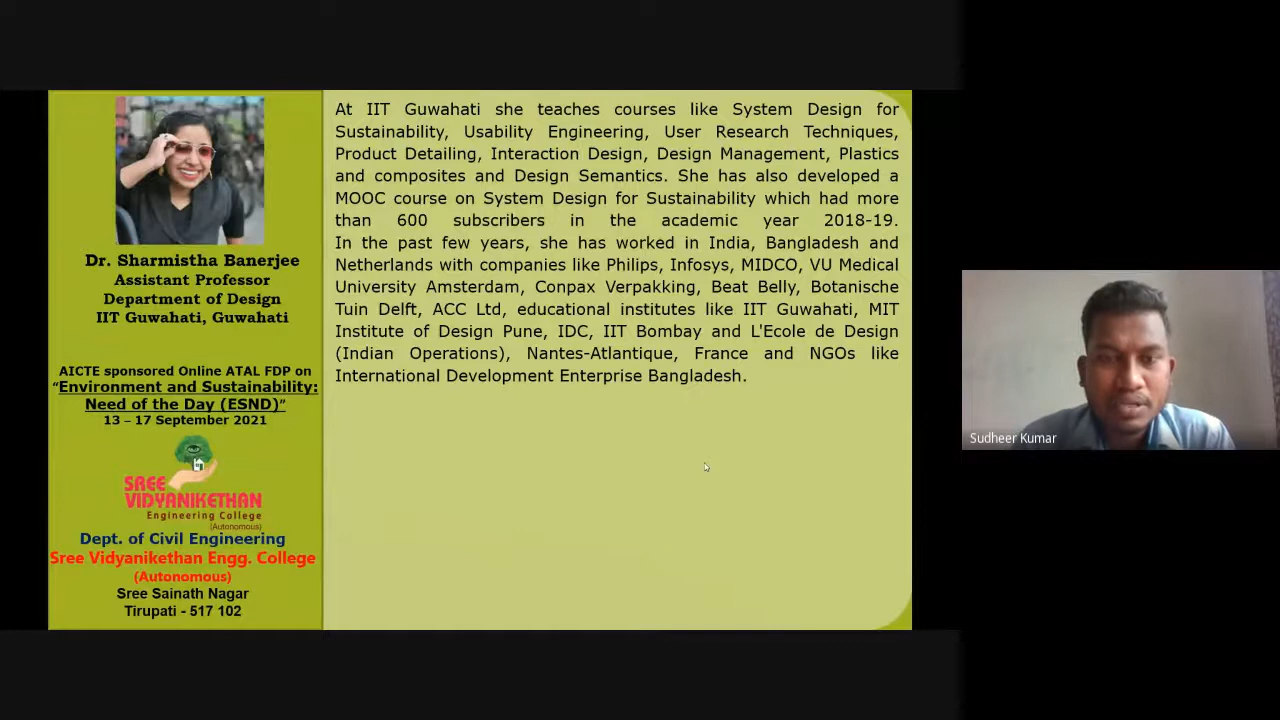 Dr. Sharmistha Banerjee
Assistant Professor
Department of Design
IIT Guwahati, Guwahati
AICTE sponsored Online ATAL FDP on
“Environment and Sustainability:
Need of the Day (ESND)”
13 – 17 September 2021
SREE
VIDYANIKETHAN
Engineering College
(Autonomous)
Dept. of Civil Engineering
Sree Vidyanikethan Engg. College
(Autonomous)
Sree Sainath Nagar
Tirupati - 517 102
At IIT Guwahati she teaches courses like System Design for
Sustainability, Usability Engineering, User Research Techniques,
Product Detailing, Interaction Design, Design Management, Plastics
and composites and Design Semantics. She has also developed a
MOOC course on System Design for Sustainability which had more
than 600 subscribers in the academic year 2018-19.
In the past few years, she has worked in India, Bangladesh and
Netherlands with companies like Philips, Infosys, MIDCO, VU Medical
University Amsterdam, Conpax Verpakking, Beat Belly, Botanische
Tuin Delft, ACC Ltd, educational institutes like IIT Guwahati, MIT
Institute of Design Pune, IDC, IIT Bombay and L'Ecole de Design
(Indian Operations), Nantes-Atlantique, France and NGOs like
International Development Enterprise Bangladesh.
Sudheer Kumar